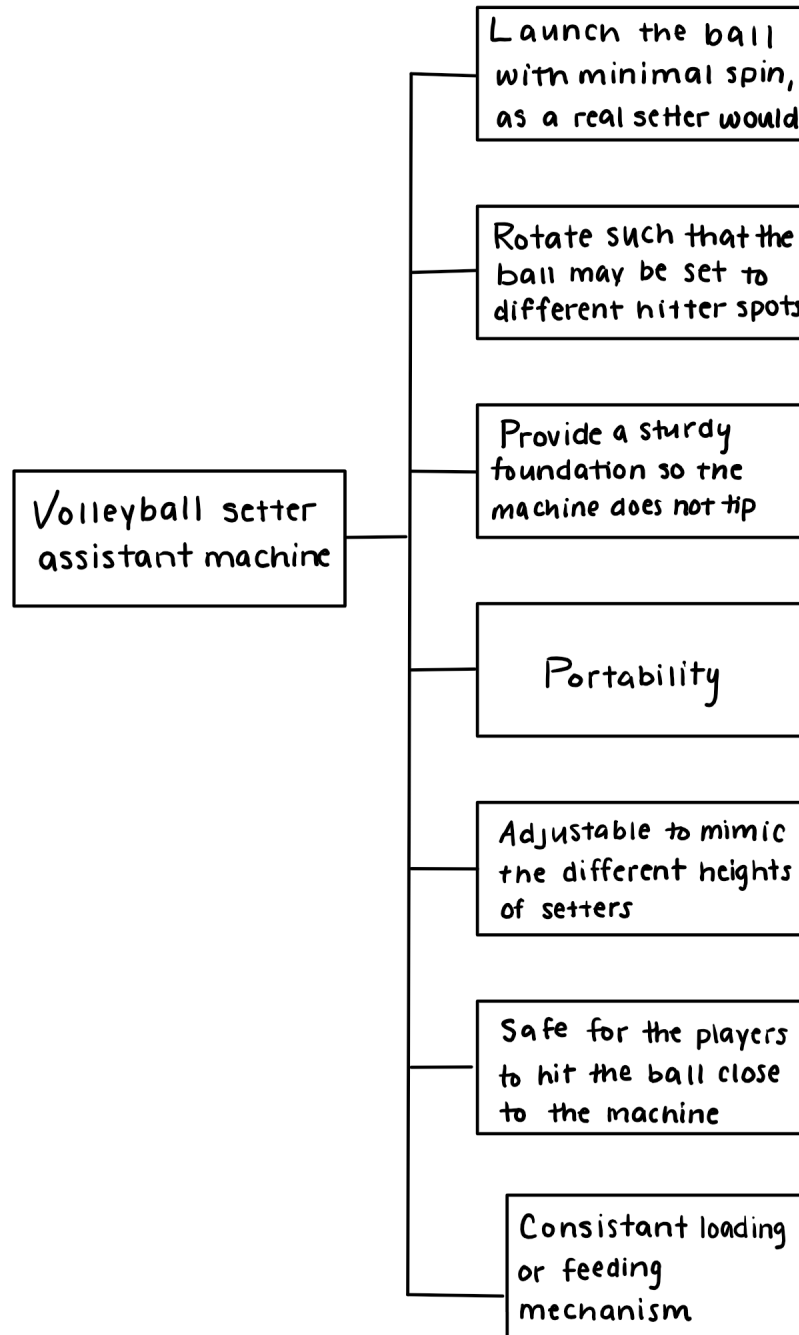 Launch the ball
with minimal spin,
as a real setter would
Rotate such that the
ball may be set to
different hitter spots
Provide a sturdy
foundation so the
machine does not tip
Volleyball setter
assistant machine
Portability
Adjustable to mimic
the different heights
of setters
Safe for the players
to hit the ball close
to the machine
Consistant loading
or feeding
mechanism